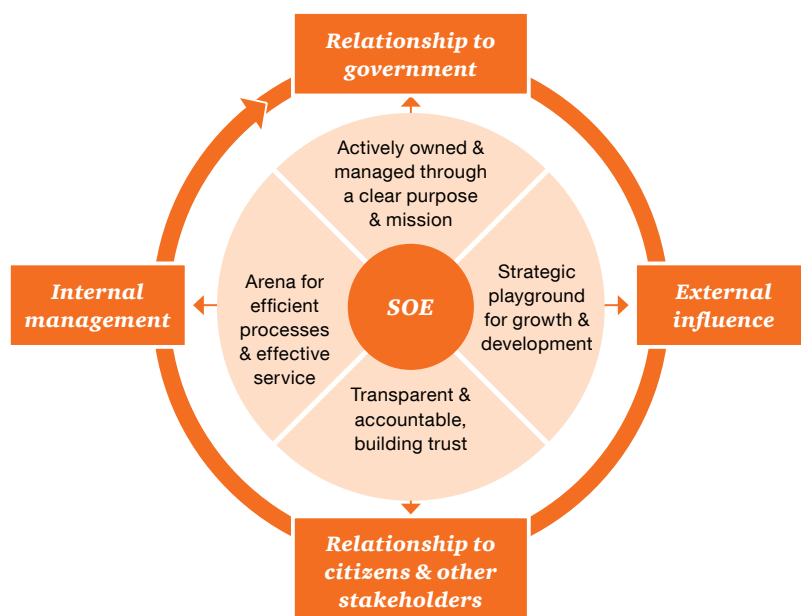 Relationship to
government
Actively owned &
managed through
a clear purpose
& mission
Internal
management
Arena for
efficient
processes
& effective
service
SOE
Strategic
playground
for growth &
development
External
influence
Transparent &
accountable,
building trust
Relationship to
citizens & other
stakeholders